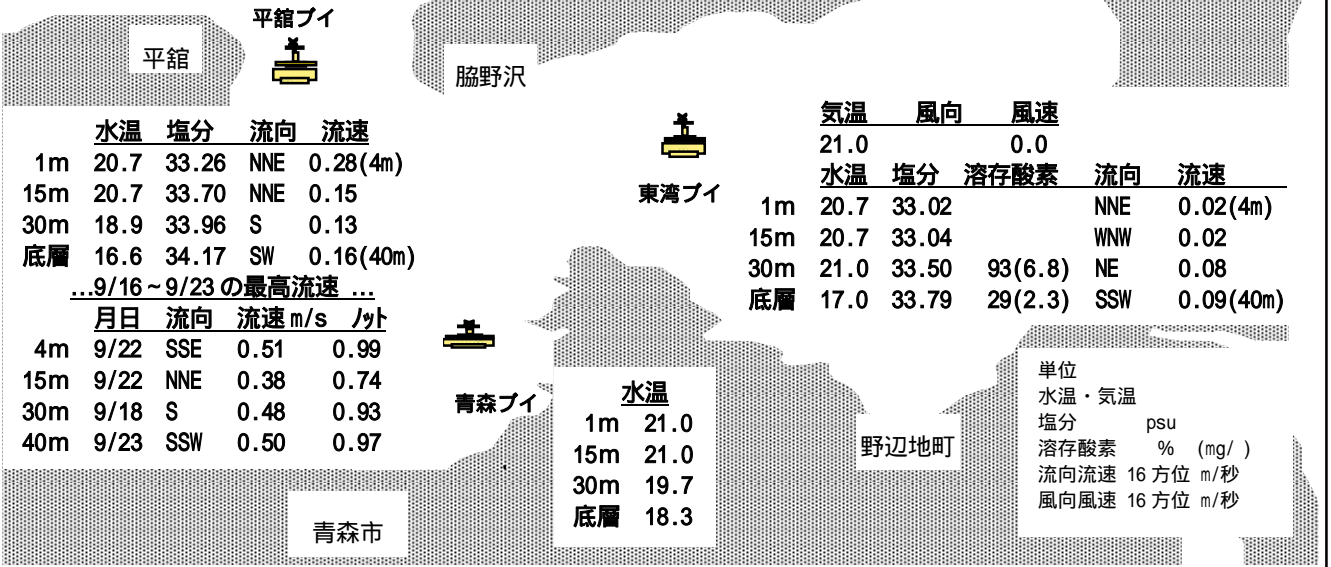 平舘ブイ
平舘
脇野沢
水温 塩分 流向 流速
1m 20.7 33.26 NNE 0.28(4m)
15m 20.7 33.70 NNE 0.15
30m 18.9 33.96 S 0.13
底層 16.6 34.17 SW 0.16(40m)
…9/16~9/23の最高流速 …
月日 流向 流速m/s ノット
4m 9/22 SSE 0.51 0.99
15m 9/22 NNE 0.38 0.74
30m 9/18 S 0.48 0.93
40m 9/23 SSW 0.50 0.97
東湾ブイ
気温 風向 風速
21.0 0.0
水温 塩分 溶存酸素 流向 流速
1m 20.7 33.02 NNE 0.02(4m)
15m 20.7 33.04 WNW 0.02
30m 21.0 33.50 93(6.8) NE 0.08
底層 17.0 33.79 29(2.3) SSW 0.09(40m)
青森ブイ
水温
1m 21.0
15m 21.0
30m 19.7
底層 18.3
青森市
野辺地町
単位
水温・気温
塩分 psu
溶存酸素 % (mg/ )
流向流速 16方位 m/秒
風向風速 16方位 m/秒